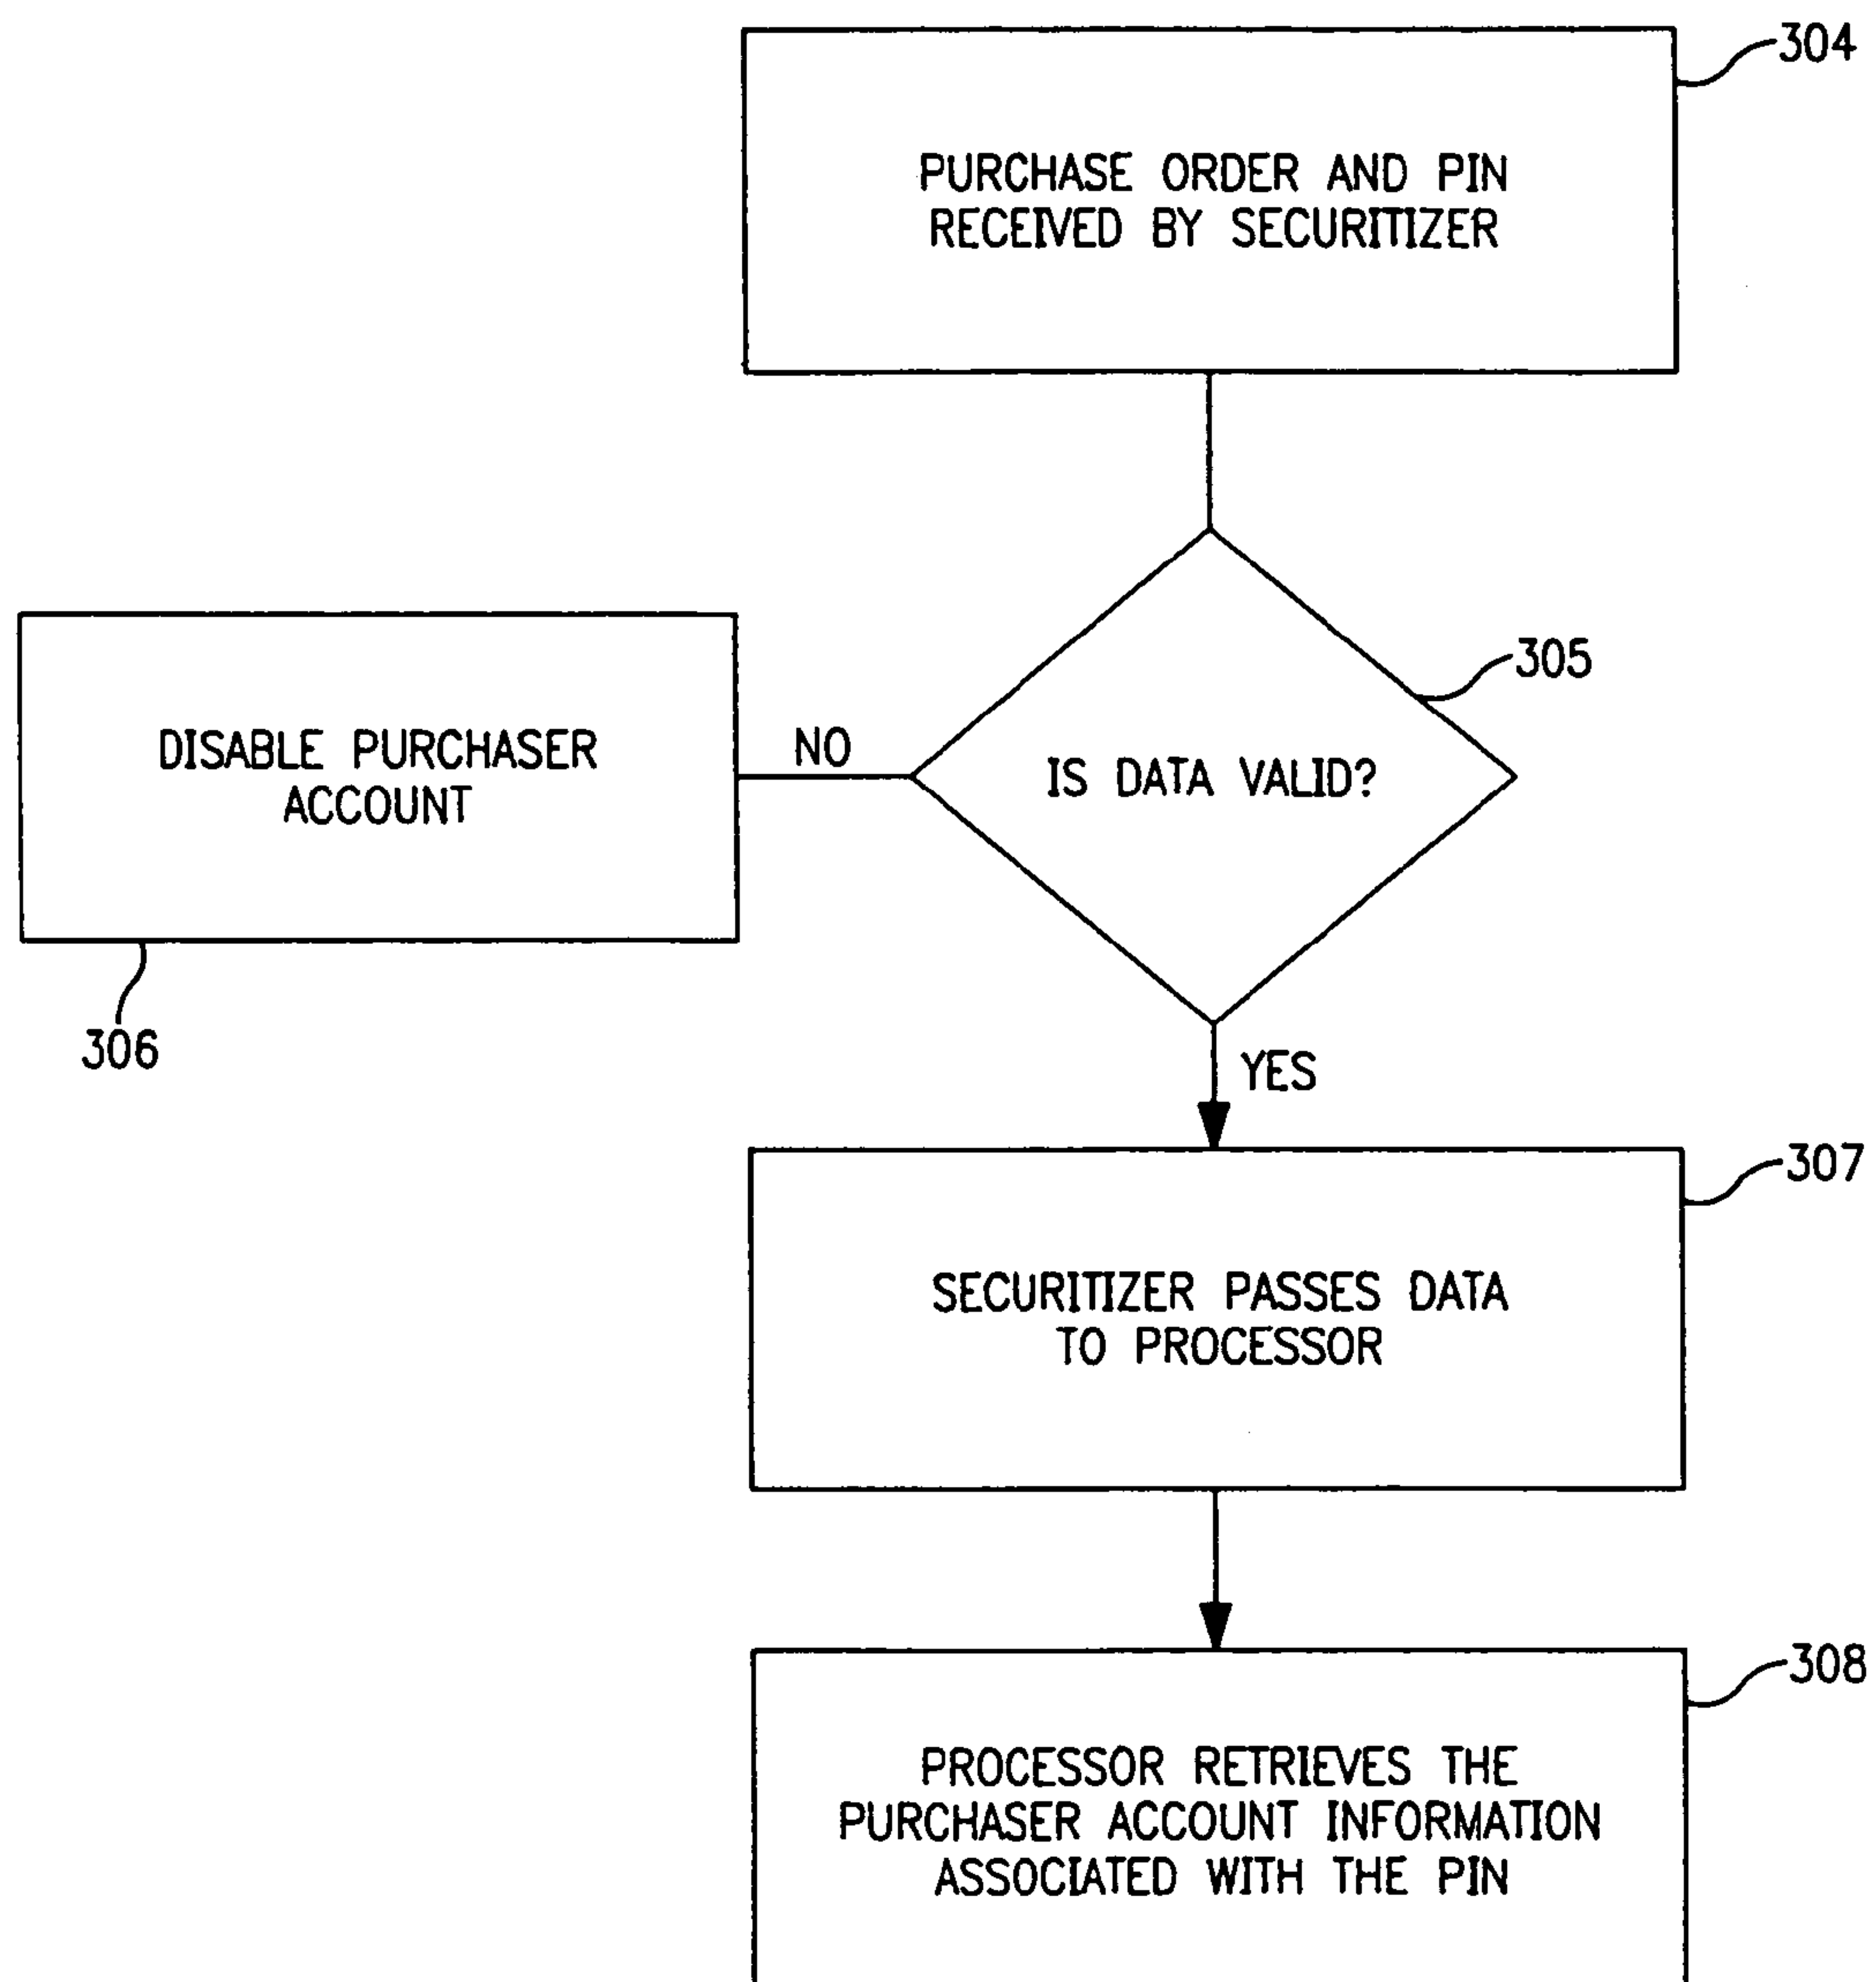 304
PURCHASE ORDER AND PIN
RECEIVED BY SECURITIZER
305
IS DATA VALID?
NO
DISABLE PURCHASER
ACCOUNT
306
YES
307
SECURITIZER PASSES DATA
TO PROCESSOR
308
PROCESSOR RETRIEVES THE
PURCHASER ACCOUNT INFORMATION
ASSOCIATED WITH THE PIN